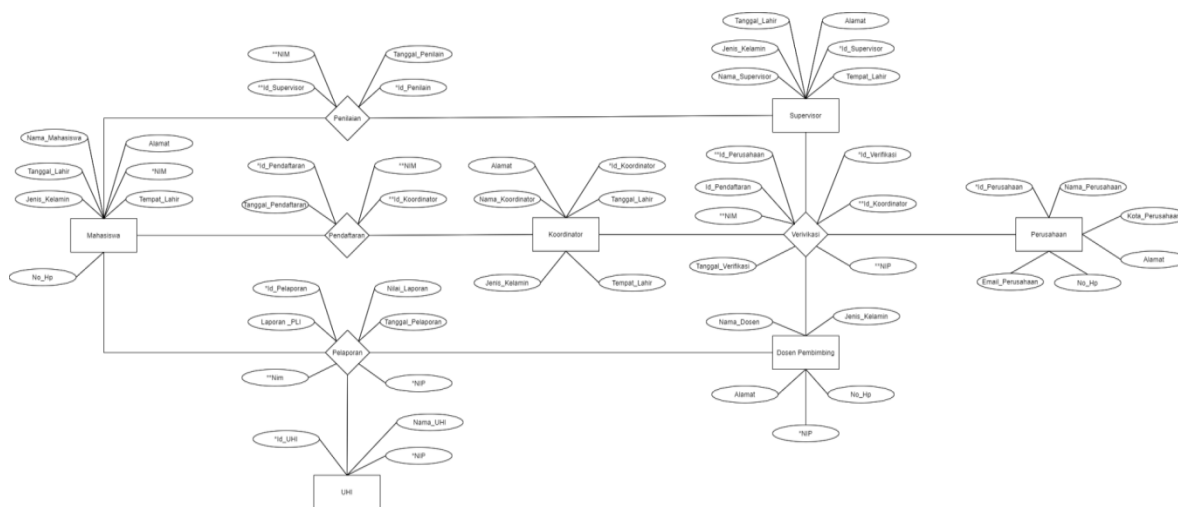 Tanggal_Lahir
Alamat
**NIM
Tanggal_Penilain
Jenis_Kelamin
*Id_Supervisor
**Id_Supervisor
*Id_Penilain
Nama_Supervisor
Tempat_Lahir
Penilaian
Supervisor
Nama_Mahasiswa
Alamat
Tanggal_Lahir
*NIM
Jenis_Kelamin
Tempat_Lahir
Mahasiswa
No_Hp
*Id_Pendaftaran
**NIM
Tanggal_Pendaftaran
**Id_Koordinator
Pendaftaran
Alamat
*Id_Koordinator
Nama_Koordinator
Tanggal_Lahir
Koordinator
Jenis_Kelamin
Tempat_Lahir
**Id_Perusahaan
*Id_Verifikasi
Id_Pendaftaran
**NIM
**Id_Koordinator
Verivikasi
Tanggal_Verifikasi
**NIP
*Id_Perusahaan
Nama_Perusahaan
Kota_Perusahaan
Perusahaan
Alamat
Email_Perusahaan
No_Hp
*Id_Pelaporan
Nilai_Laporan
Laporan _PLI
Tanggal_Pelaporan
Pelaporan
**Nim
*NIP
Nama_Dosen
Jenis_Kelamin
Dosen Pembimbing
Alamat
No_Hp
*NIP
*Id_UHI
Nama_UHI
*NIP
UHI